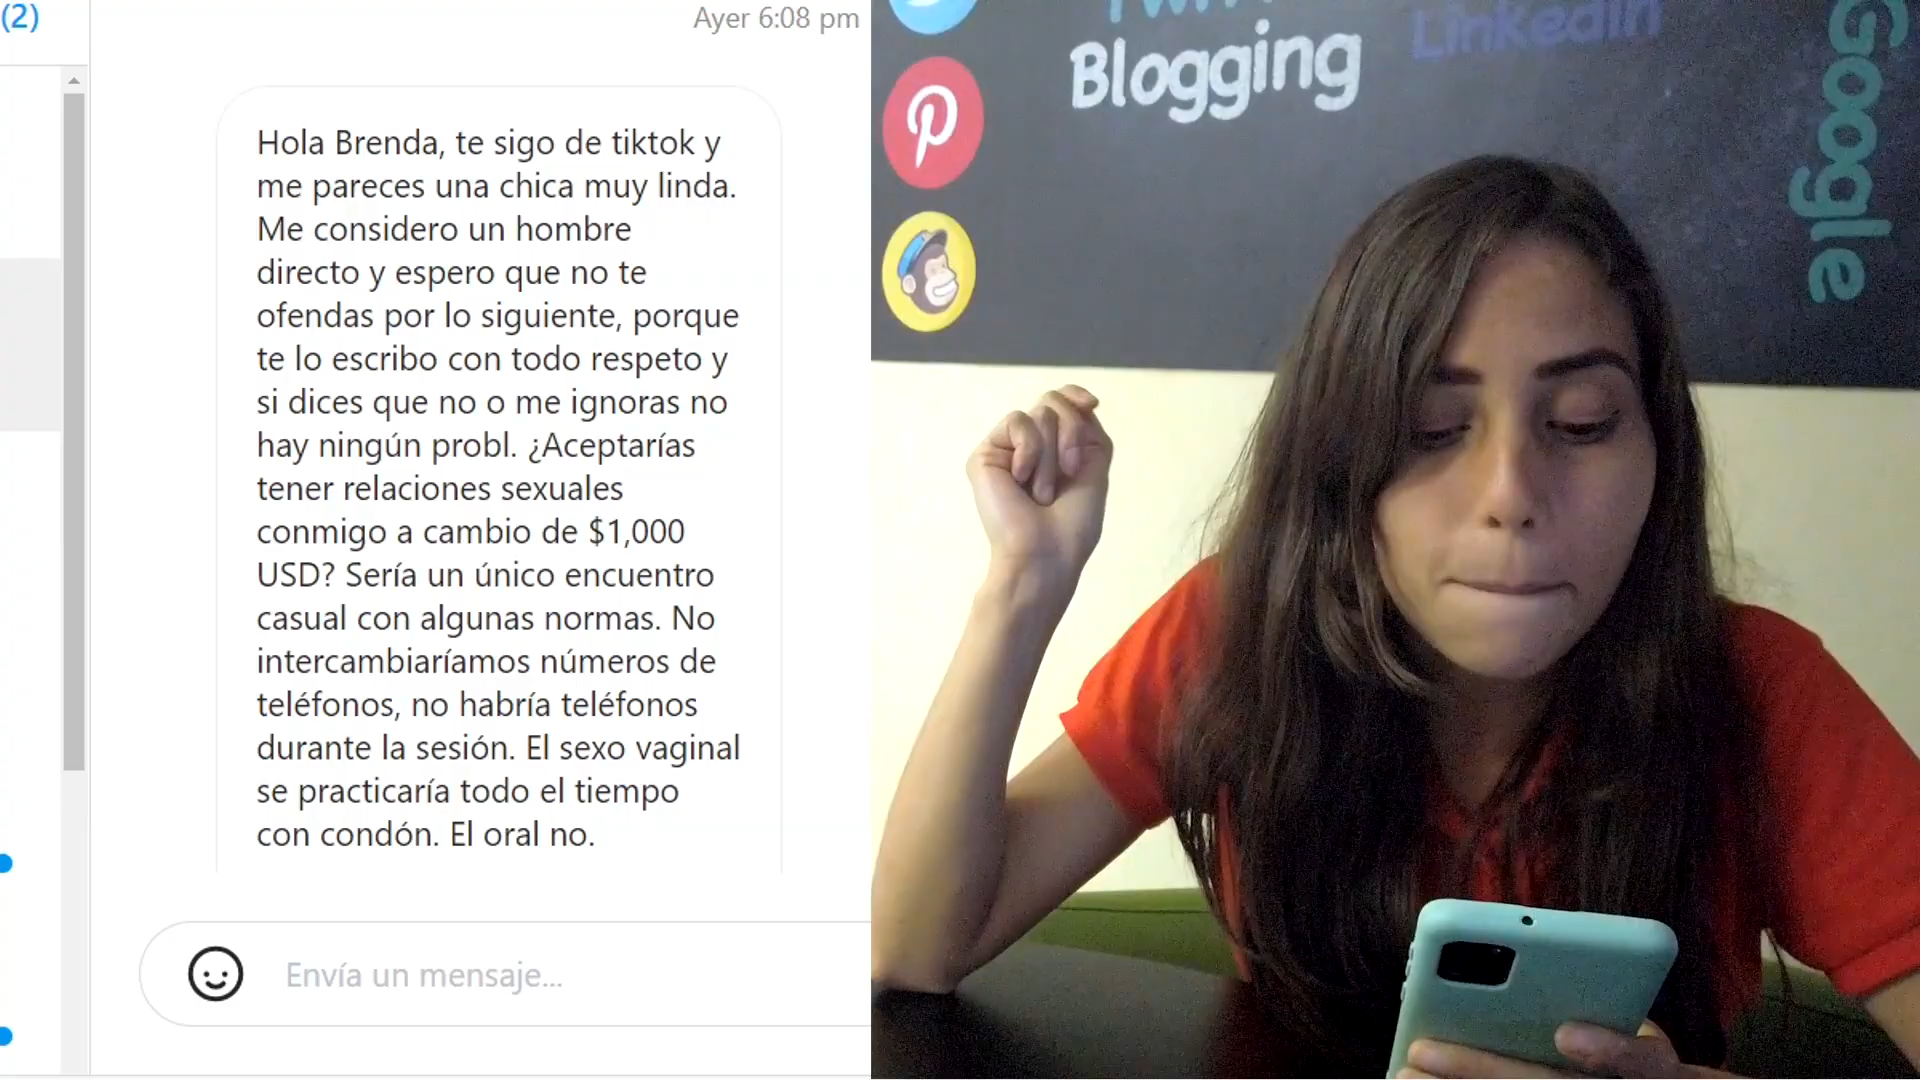 (2)
Ayer 6:08 pm
Hola Brenda, te sigo de tiktok y
me pareces una chica muy linda.
Me considero un hombre
directo y espero que no te
ofendas por lo siguiente, porque
te lo escribo con todo respeto y
si dices que no o me ignoras no
hay ningún probl. ¿Aceptarías
tener relaciones sexuales
conmigo a cambio de $1,000
USD? Sería un único encuentro
casual con algunas normas. No
intercambiaríamos números de
teléfonos, no habría teléfonos
durante la sesión. El sexo vaginal
se practicaría todo el tiempo
con condón. El oral no.
Envía un mensaje...
Blogging
LinkedIn
Google